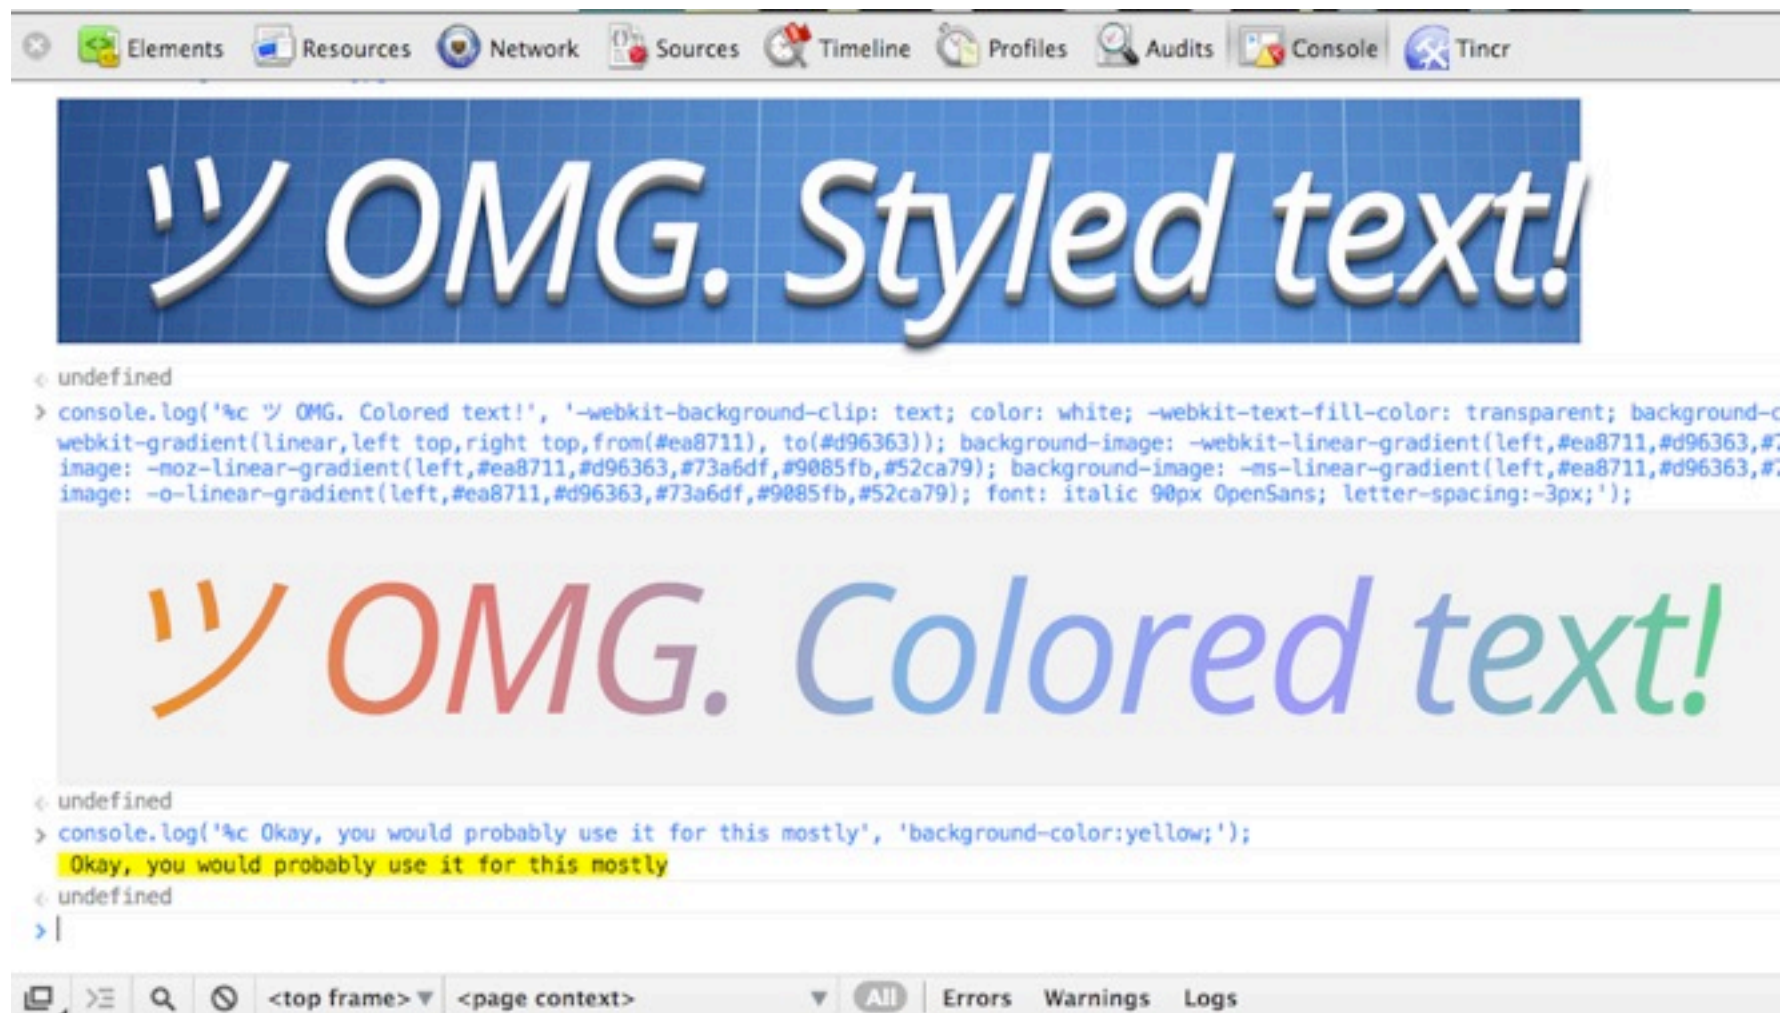 Elements Resources Network Sources Timeline Profiles Audits Console Tincr
ツ OMG. Styled text!
undefined
console.log('%c ツ OMG. Colored text!', '-webkit-background-clip: text; color: white; -webkit-text-fill-color: transparent; background-c
webkit-gradient(linear,left top,right top,from(#ea8711), to(#d96363)); background-image: -webkit-linear-gradient(left,#ea8711,#d96363,#7
image: -moz-linear-gradient(left,#ea8711,#d96363,#73a6df,#9085fb,#52ca79); background-image: -ms-linear-gradient(left,#ea8711,#d96363,#7
image: -o-linear-gradient(left,#ea8711,#d96363,#73a6df,#9085fb,#52ca79); font: italic 90px OpenSans; letter-spacing:-3px;');
ツ OMG. Colored text!
undefined
console.log('%c Okay, you would probably use it for this mostly', 'background-color:yellow;');
Okay, you would probably use it for this mostly
undefined
<top frame> <page context> All Errors Warnings Logs